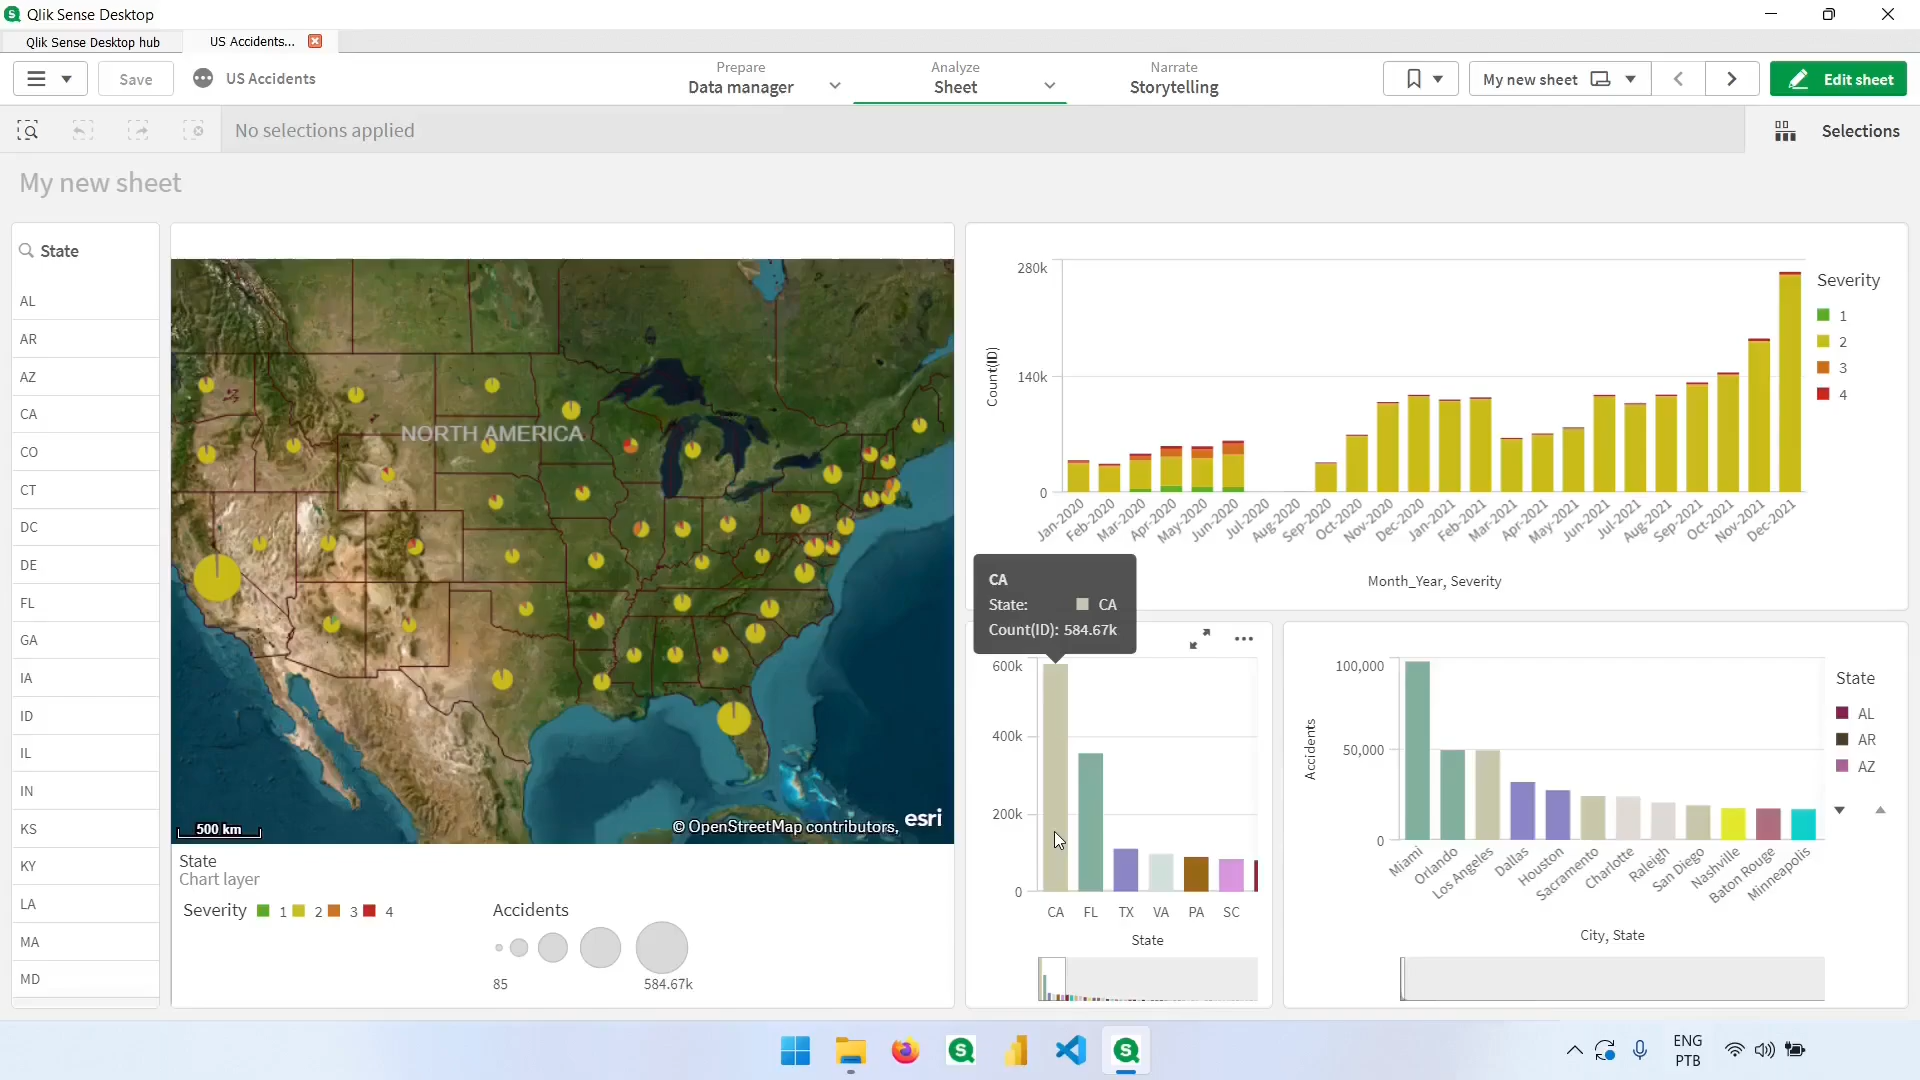 Qlik Sense Desktop
Qlik Sense Desktop hub
US Accidents...
Save
US Accidents
Prepare
Data manager
Analyze
Sheet
Narrate
Storytelling
My new sheet
Edit sheet
No selections applied
Selections
My new sheet
State
AL
AR
AZ
CA
CO
CT
DC
DE
FL
GA
IA
ID
IL
IN
KS
KY
LA
MA
MD
NORTH AMERICA
500 km
© OpenStreetMap contributors,
esri
State
Chart layer
Severity 1 2 3 4
Accidents
85
584.67k
280k
140k
0
Count(ID)
Jan-2020
Feb-2020
Mar-2020
Apr-2020
May-2020
Jun-2020
Jul-2020
Aug-2020
Sep-2020
Oct-2020
Nov-2020
Dec-2020
Jan-2021
Feb-2021
Mar-2021
Apr-2021
May-2021
Jun-2021
Jul-2021
Aug-2021
Sep-2021
Oct-2021
Nov-2021
Dec-2021
Month_Year, Severity
Severity
1
2
3
4
CA
State: CA
Count(ID): 584.67k
600k
400k
200k
0
CA
FL
TX
VA
PA
SC
State
100,000
50,000
0
Accidents
Miami
Orlando
Los Angeles
Dallas
Houston
Sacramento
Charlotte
Raleigh
San Diego
Nashville
Baton Rouge
Minneapolis
City, State
State
AL
AR
AZ
ENG
PTB